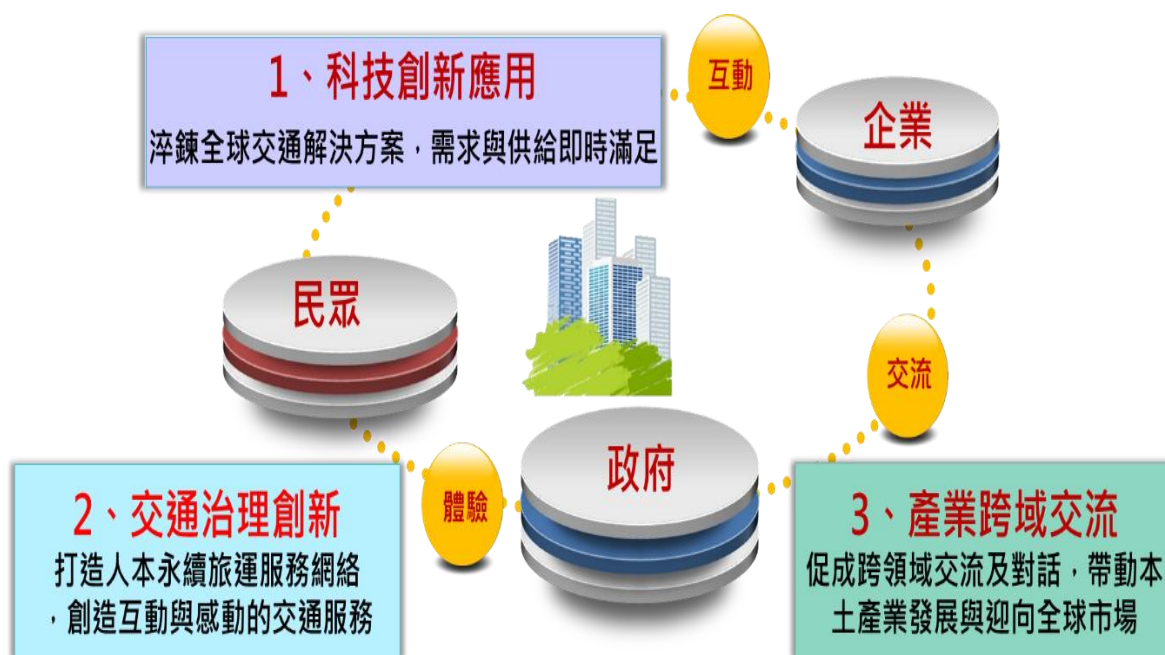 1、科技創新應用
淬鍊全球交通解決方案，需求與供給即時滿足
互動
企業
民眾
交流
政府
體驗
2、交通治理創新
打造人本永續旅運服務網絡
，創造互動與感動的交通服務
3、產業跨域交流
促成跨領域交流及對話，帶動本
土產業發展與迎向全球市場